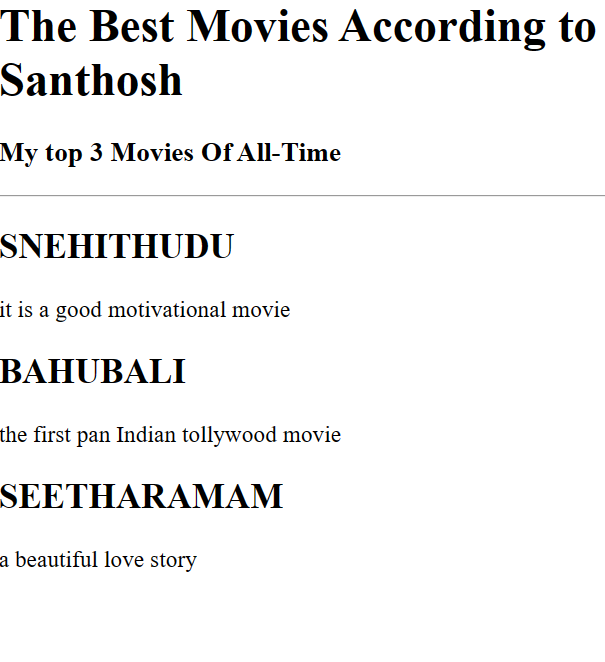 The Best Movies According to
Santhosh
My top 3 Movies Of All-Time
SNEHITHUDU
it is a good motivational movie
BAHUBALI
the first pan Indian tollywood movie
SEETHARAMAM
a beautiful love story